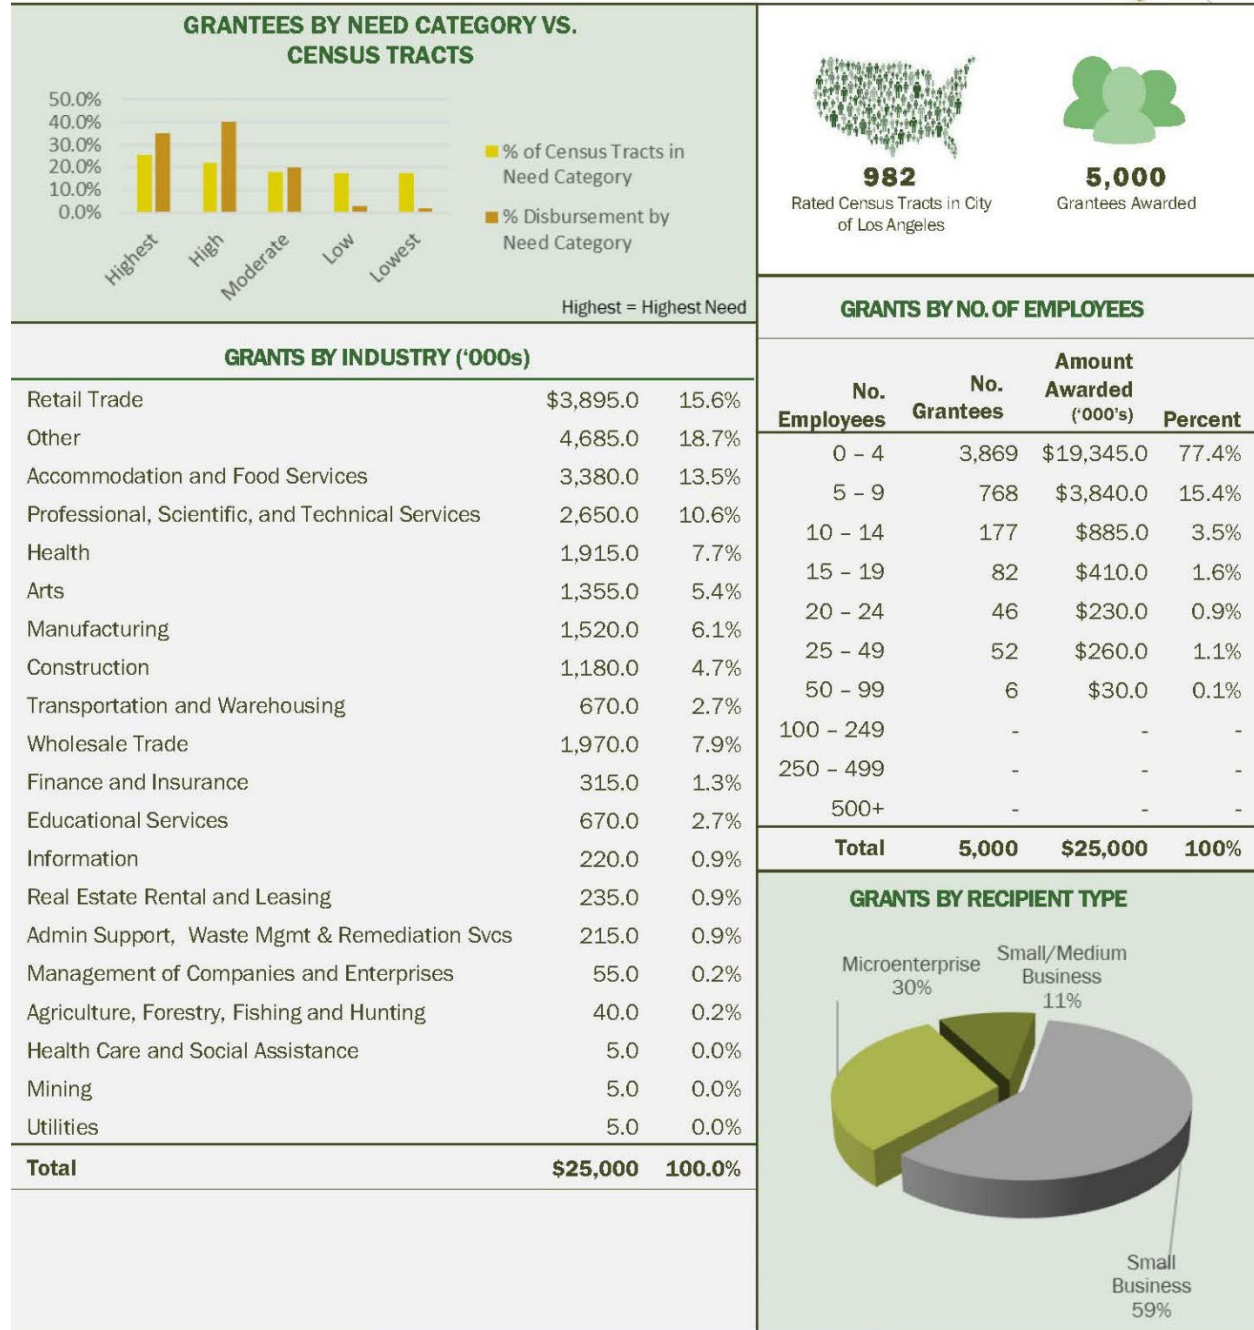 GRANTEES BY NEED CATEGORY VS.
CENSUS TRACTS
50.0%
40.0%
30.0%
20.0%
10.0%
0.0%
Highest
High
Moderate
Low
Lowest
% of Census Tracts in
Need Category
% Disbursement by
Need Category
Highest = Highest Need
982
Rated Census Tracts in City
of Los Angeles
5,000
Grantees Awarded
GRANTS BY INDUSTRY (‘000s)
Retail Trade $3,895.0 15.6%
Other 4,685.0 18.7%
Accommodation and Food Services 3,380.0 13.5%
Professional, Scientific, and Technical Services 2,650.0 10.6%
Health 1,915.0 7.7%
Arts 1,355.0 5.4%
Manufacturing 1,520.0 6.1%
Construction 1,180.0 4.7%
Transportation and Warehousing 670.0 2.7%
Wholesale Trade 1,970.0 7.9%
Finance and Insurance 315.0 1.3%
Educational Services 670.0 2.7%
Information 220.0 0.9%
Real Estate Rental and Leasing 235.0 0.9%
Admin Support, Waste Mgmt & Remediation Svcs 215.0 0.9%
Management of Companies and Enterprises 55.0 0.2%
Agriculture, Forestry, Fishing and Hunting 40.0 0.2%
Health Care and Social Assistance 5.0 0.0%
Mining 5.0 0.0%
Utilities 5.0 0.0%
Total $25,000 100.0%
GRANTS BY NO. OF EMPLOYEES
No.
Employees
No.
Grantees
Amount
Awarded
(‘000’s)
Percent
0 – 4 3,869 $19,345.0 77.4%
5 – 9 768 $3,840.0 15.4%
10 – 14 177 $885.0 3.5%
15 – 19 82 $410.0 1.6%
20 – 24 46 $230.0 0.9%
25 – 49 52 $260.0 1.1%
50 – 99 6 $30.0 0.1%
100 – 249 - - -
250 – 499 - - -
500+ - - -
Total 5,000 $25,000 100%
GRANTS BY RECIPIENT TYPE
Microenterprise
30%
Small/Medium
Business
11%
Small
Business
59%